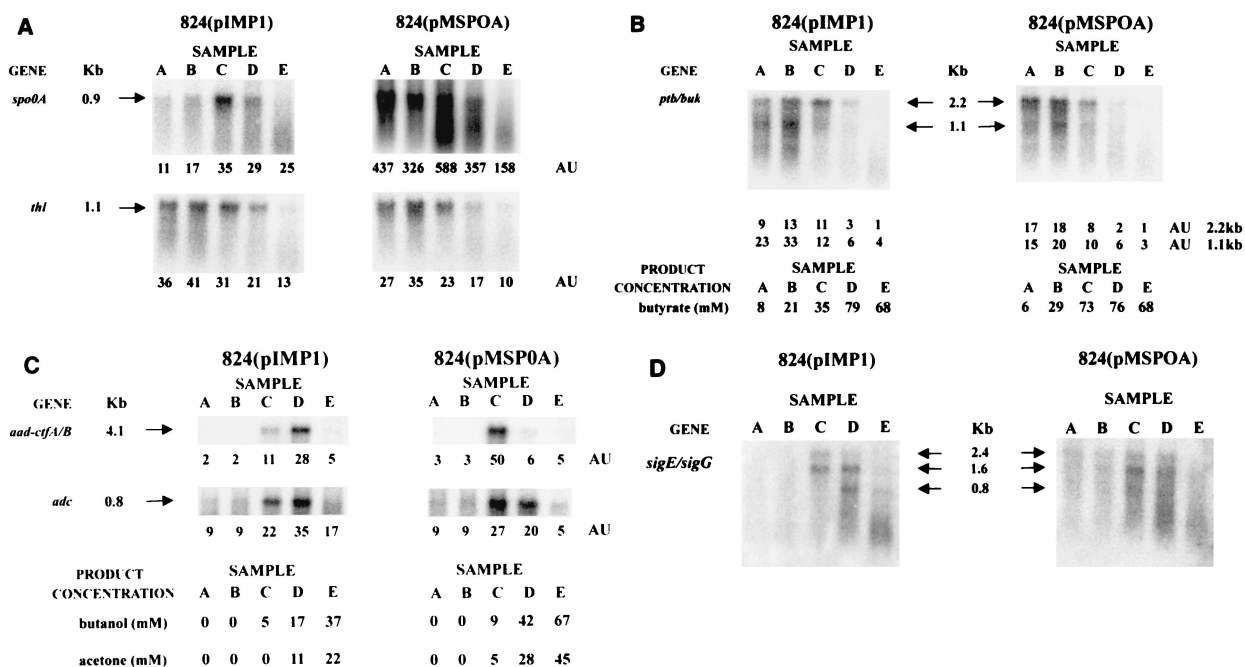 A
824(pIMP1)
824(pMSPOA)
SAMPLE
SAMPLE
GENE Kb A B C D E A B C D E
spo0A 0.9
11 17 35 29 25 437 326 588 357 158 AU
thl 1.1
36 41 31 21 13 27 35 23 17 10 AU
B
824(pIMP1)
824(pMSPOA)
SAMPLE
SAMPLE
GENE A B C D E Kb A B C D E
ptb/buk 2.2
1.1
9 13 11 3 1 17 18 8 2 1 AU 2.2kb
23 33 12 6 4 15 20 10 6 3 AU 1.1kb
PRODUCT SAMPLE SAMPLE
CONCENTRATION A B C D E A B C D E
butyrate (mM) 8 21 35 79 68 6 29 73 76 68
C
824(pIMP1)
824(pMSP0A)
SAMPLE
SAMPLE
GENE Kb A B C D E A B C D E
aad-ctfA/B 4.1
2 2 11 28 5 3 3 50 6 5 AU
adc 0.8
9 9 22 35 17 9 9 27 20 5 AU
PRODUCT SAMPLE SAMPLE
CONCENTRATION A B C D E A B C D E
butanol (mM) 0 0 5 17 37 0 0 9 42 67
acetone (mM) 0 0 0 11 22 0 0 5 28 45
D
824(pIMP1)
824(pMSPOA)
SAMPLE
SAMPLE
GENE A B C D E Kb A B C D E
sigE/sigG 2.4
1.6
0.8